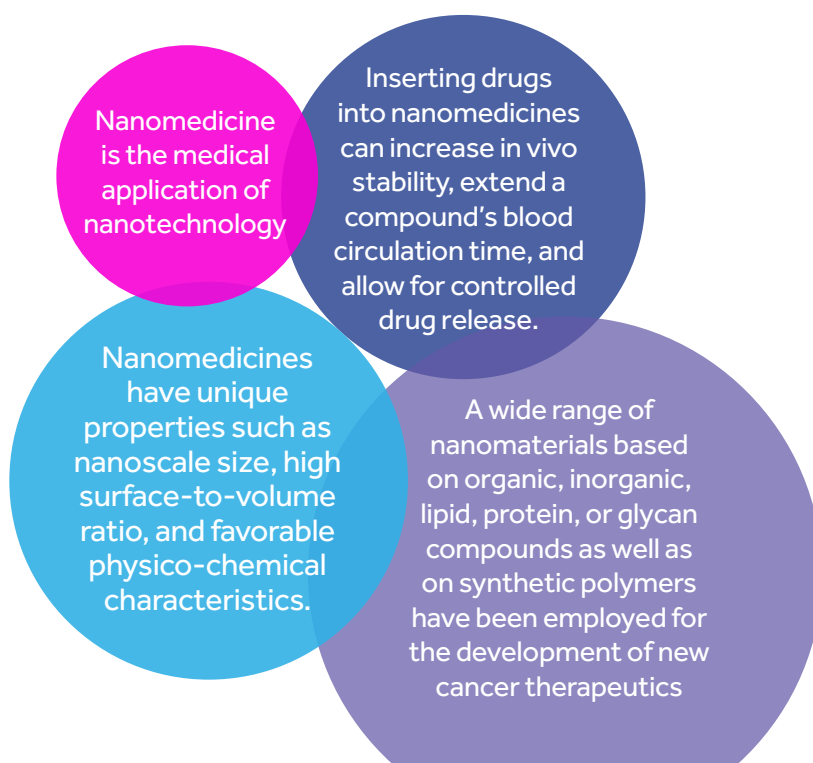 Nanomedicine
is the medical
application of
nanotechnology
Inserting drugs
into nanomedicines
can increase in vivo
stability, extend a
compound's blood
circulation time, and
allow for controlled
drug release.
Nanomedicines
have unique
properties such as
nanoscale size, high
surface-to-volume
ratio, and favorable
physico-chemical
characteristics.
A wide range of
nanomaterials based
on organic, inorganic,
lipid, protein, or glycan
compounds as well as
on synthetic polymers
have been employed for
the development of new
cancer therapeutics